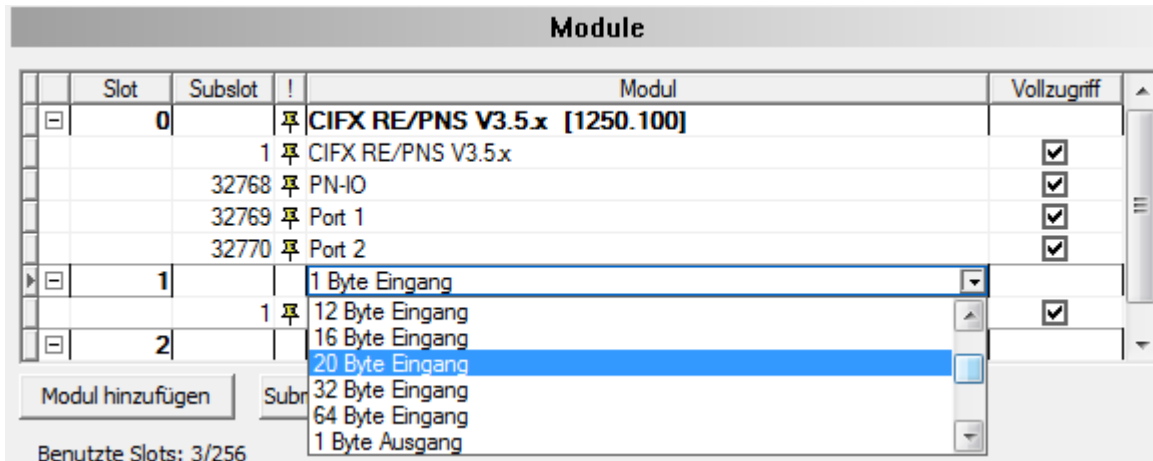 Module
Slot Subslot ! Modul Vollzugriff
0 CIFX RE/PNS V3.5.x [1250.100]
1 CIFX RE/PNS V3.5.x
32768 PN-IO
32769 Port 1
32770 Port 2
1 1 Byte Eingang
1 12 Byte Eingang
16 Byte Eingang
2 20 Byte Eingang
32 Byte Eingang
Modul hinzufügen Subm
64 Byte Eingang
1 Byte Ausgang
Benutzte Slots: 3/256